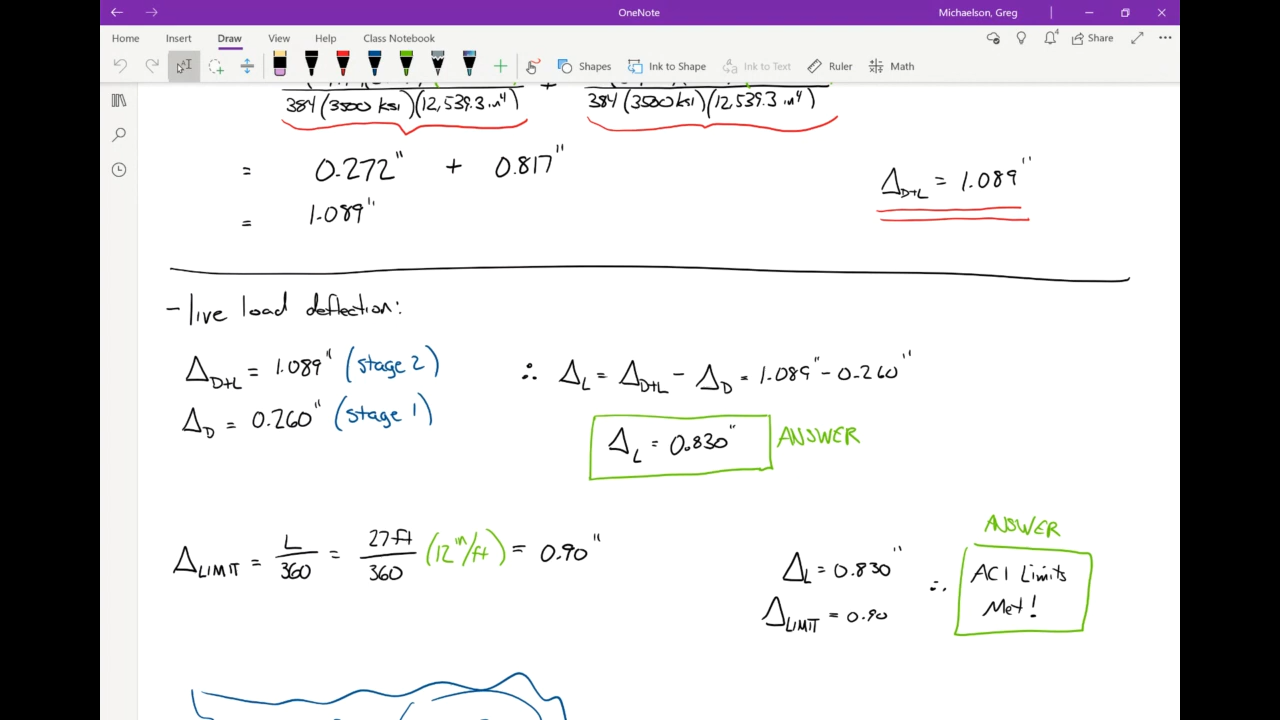 OneNote
Michaelson, Greg
Home Insert Draw View Help Class Notebook
4 Share
Shapes Ink to Shape Ink to Text Ruler Math
384(3500 ksi)(12,539.3 in⁴) + 384(3500 ksi)(12,539.3 in⁴)
= 0.272" + 0.817"
= 1.089"
Δ_D+L = 1.089"
- live load deflection:
Δ_D+L = 1.089" (stage 2)
Δ_D = 0.260" (stage 1)
∴ Δ_L = Δ_D+L - Δ_D = 1.089" - 0.260"
Δ_L = 0.830" ANSWER
Δ_LIMIT = L/360 = 27ft/360 (12 in/ft) = 0.90"
Δ_L = 0.830"
Δ_LIMIT = 0.90
∴
ANSWER
ACI Limits
Met!